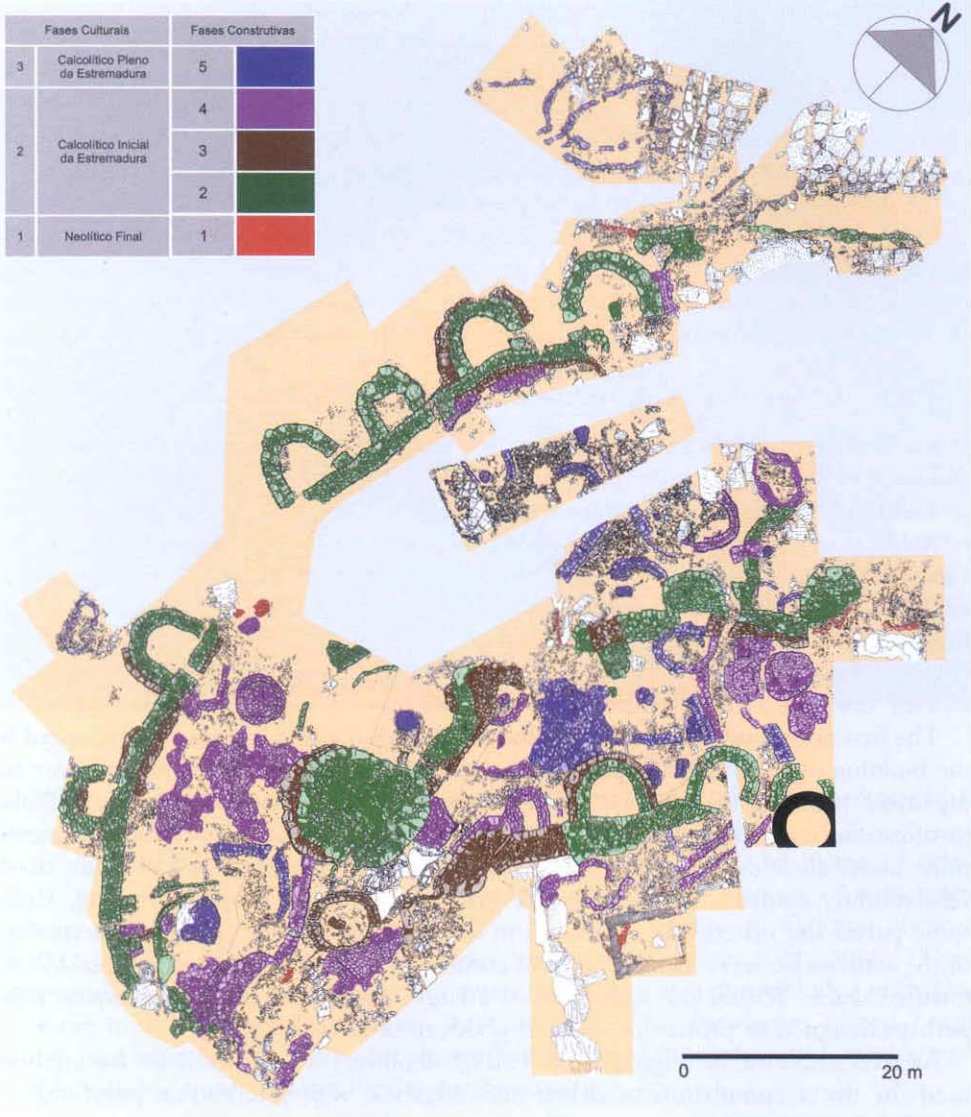 Fases Culturais
Fases Construtivas
3
Calcolítico Pleno
da Estremadura
5
4
2
Calcolítico Inicial
da Estremadura
3
2
1
Neolítico Final
1
N
0
20 m